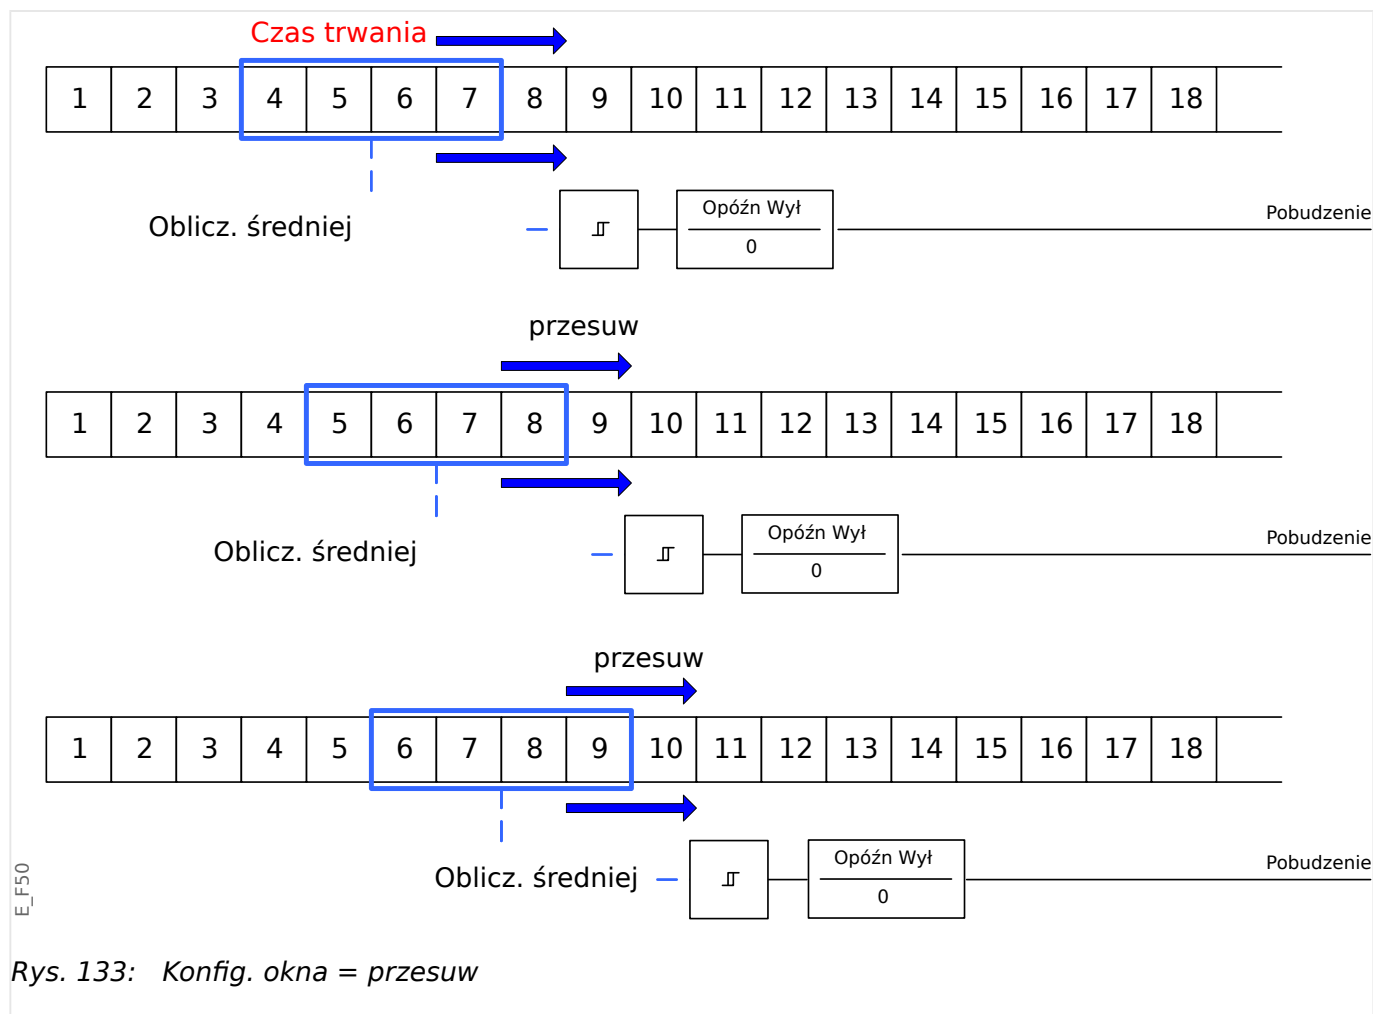 Czas trwania
1 2 3 4 5 6 7 8 9 10 11 12 13 14 15 16 17 18
Opóźn Wył
Pobudzenie
Oblicz. średniej
0
przesuw
1 2 3 4 5 6 7 8 9 10 11 12 13 14 15 16 17 18
Opóźn Wył
Pobudzenie
Oblicz. średniej
0
przesuw
1 2 3 4 5 6 7 8 9 10 11 12 13 14 15 16 17 18
Opóźn Wył
Pobudzenie
Oblicz. średniej
0
E_F50
Rys. 133: Konfig. okna = przesuw